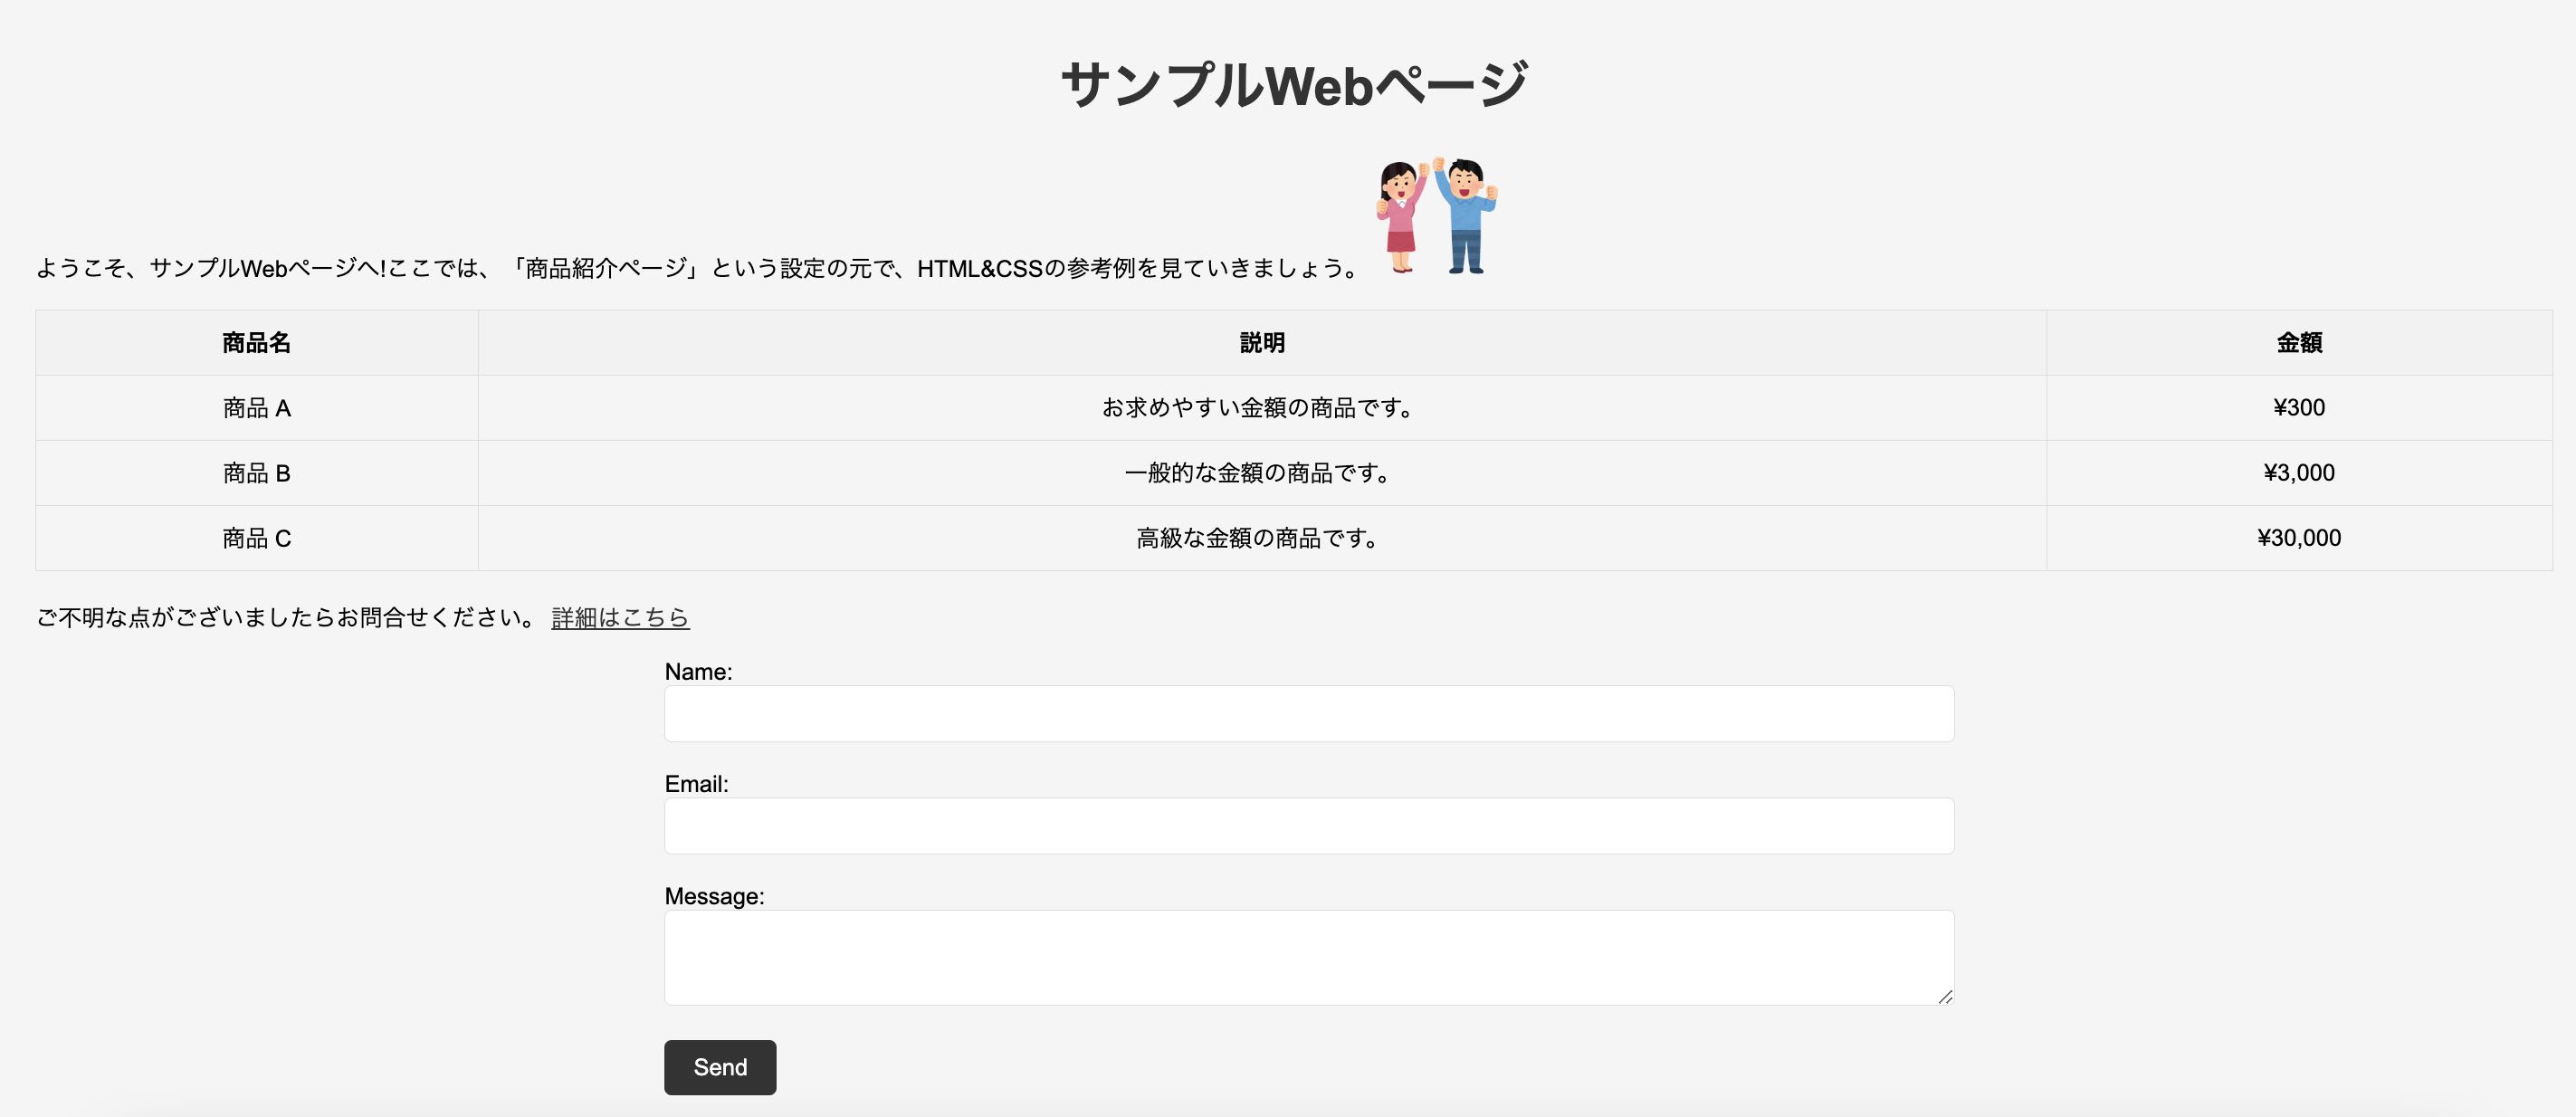 サンプルWebページ
ようこそ、サンプルWebページへ!ここでは、「商品紹介ページ」という設定の元で、HTML&CSSの参考例を見ていきましょう。
商品名 説明 金額
商品 A お求めやすい金額の商品です。 ¥300
商品 B 一般的な金額の商品です。 ¥3,000
商品 C 高級な金額の商品です。 ¥30,000
ご不明な点がございましたらお問合せください。 詳細はこちら
Name:
Email:
Message:
Send